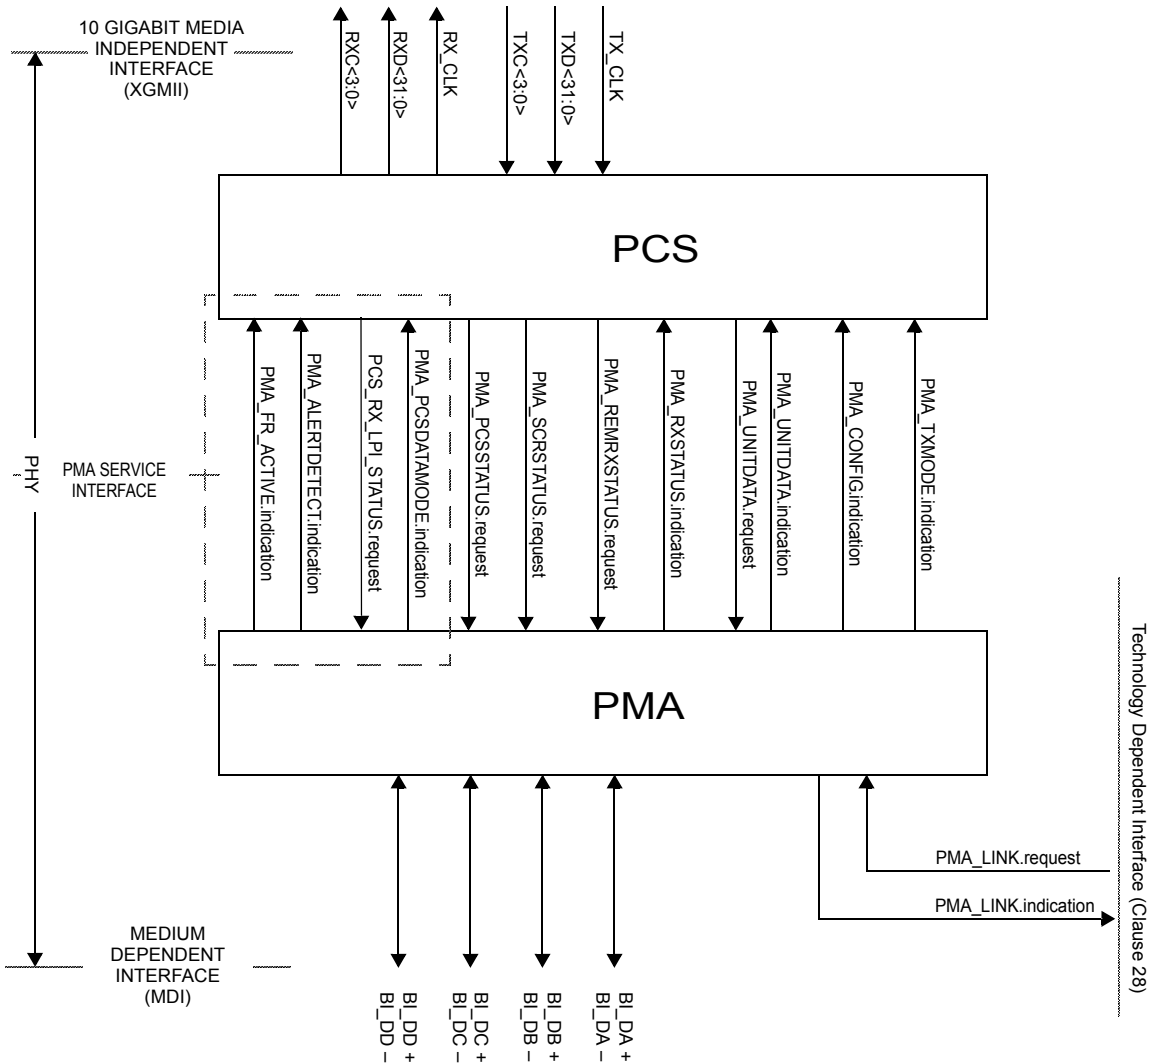 10 GIGABIT MEDIA
INDEPENDENT
INTERFACE
(XGMII)
RXC<3:0>
RXD<31:0>
RX_CLK
TXC<3:0>
TXD<31:0>
TX_CLK
PCS
PMA_FR_ACTIVE.indication
PMA_ALERTDETECT.indication
PCS_RX_LPI_STATUS.request
PMA_PCSDATAMODE.indication
PMA_PCSSTATUS.request
PMA_SCRSTATUS.request
PMA_REMRXSTATUS.request
PMA_RXSTATUS.indication
PMA_UNITDATA.request
PMA_UNITDATA.indication
PMA_CONFIG.indication
PMA_TXMODE.indication
PHY
PMA SERVICE
INTERFACE
PMA
Technology Dependent Interface (Clause 28)
PMA_LINK.request
PMA_LINK.indication
MEDIUM
DEPENDENT
INTERFACE
(MDI)
BI_DD +
BI_DD –
BI_DC +
BI_DC –
BI_DB +
BI_DB –
BI_DA +
BI_DA –